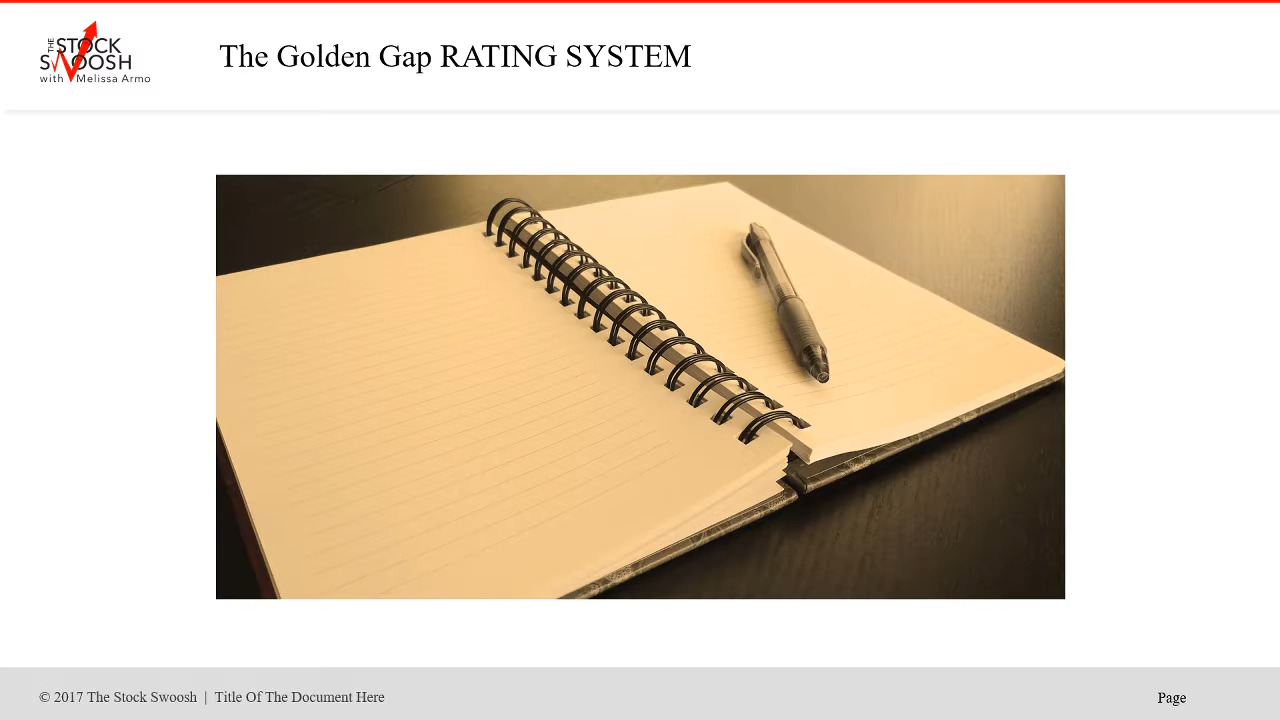 THE STOCK
SWOOSH
with Melissa Armo
The Golden Gap RATING SYSTEM
© 2017 The Stock Swoosh | Title Of The Document Here
Page